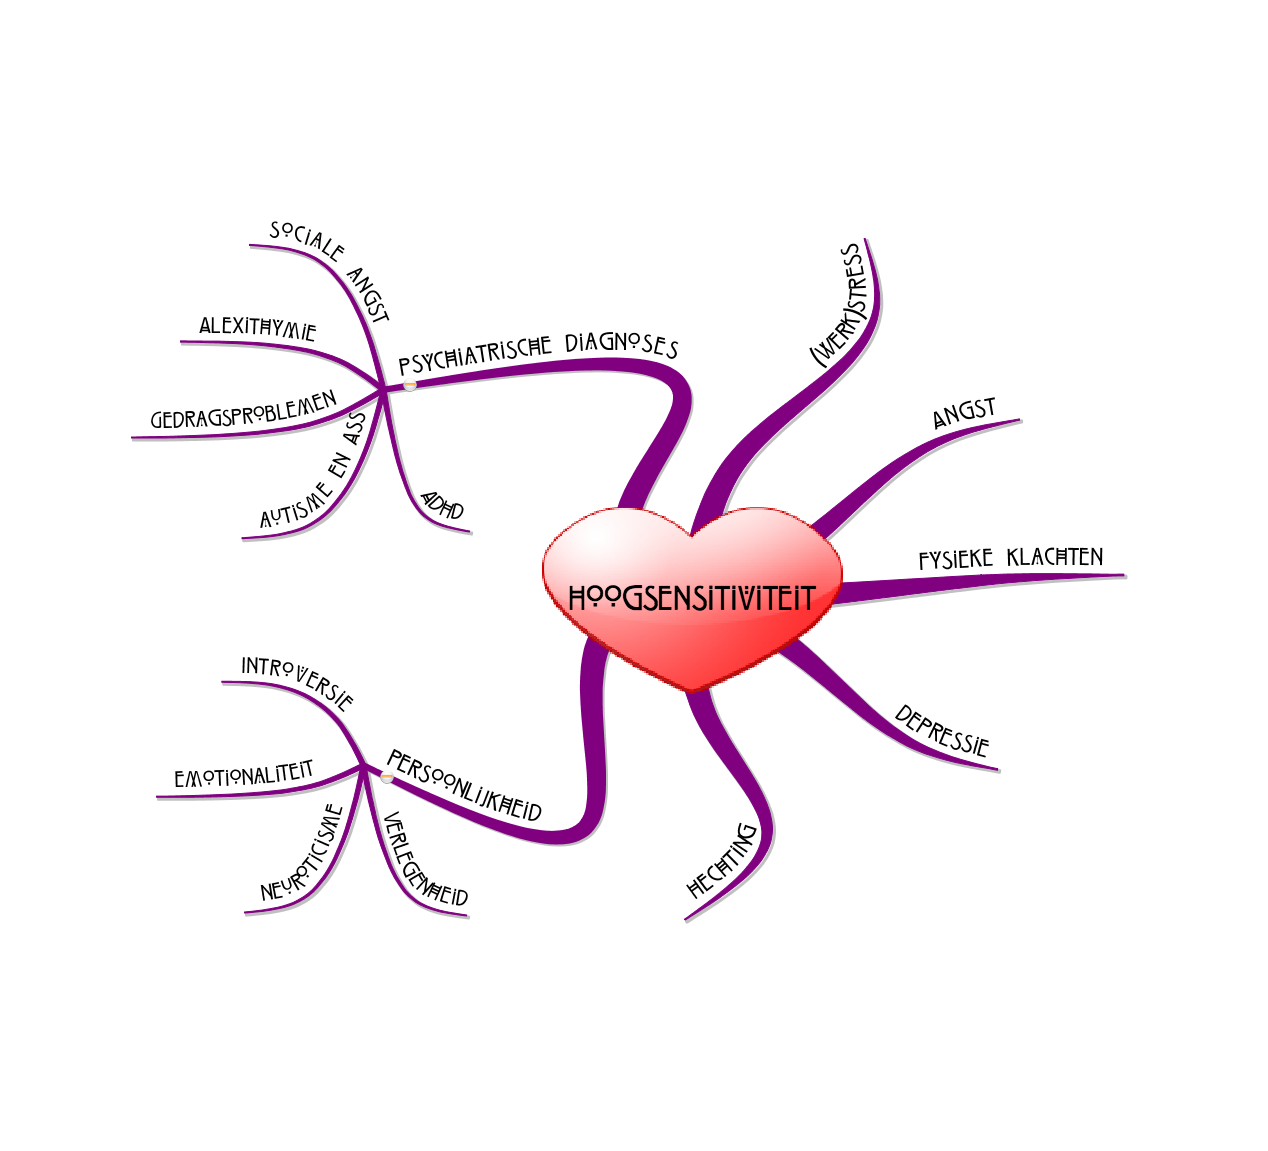 HOOGSENSITIVITEIT
(WERK)STRESS
ANGST
FYSIEKE KLACHTEN
DEPRESSIE
HECHTING
PERSOONLIJKHEID
VERLEGENHEID
NEUROTICISME
EMOTIONALITEIT
INTROVERSIE
PSYCHIATRISCHE DIAGNOSES
ADHD
AUTISME EN ASS
GEDRAGSPROBLEMEN
ALEXITHYMIE
SOCIALE ANGST